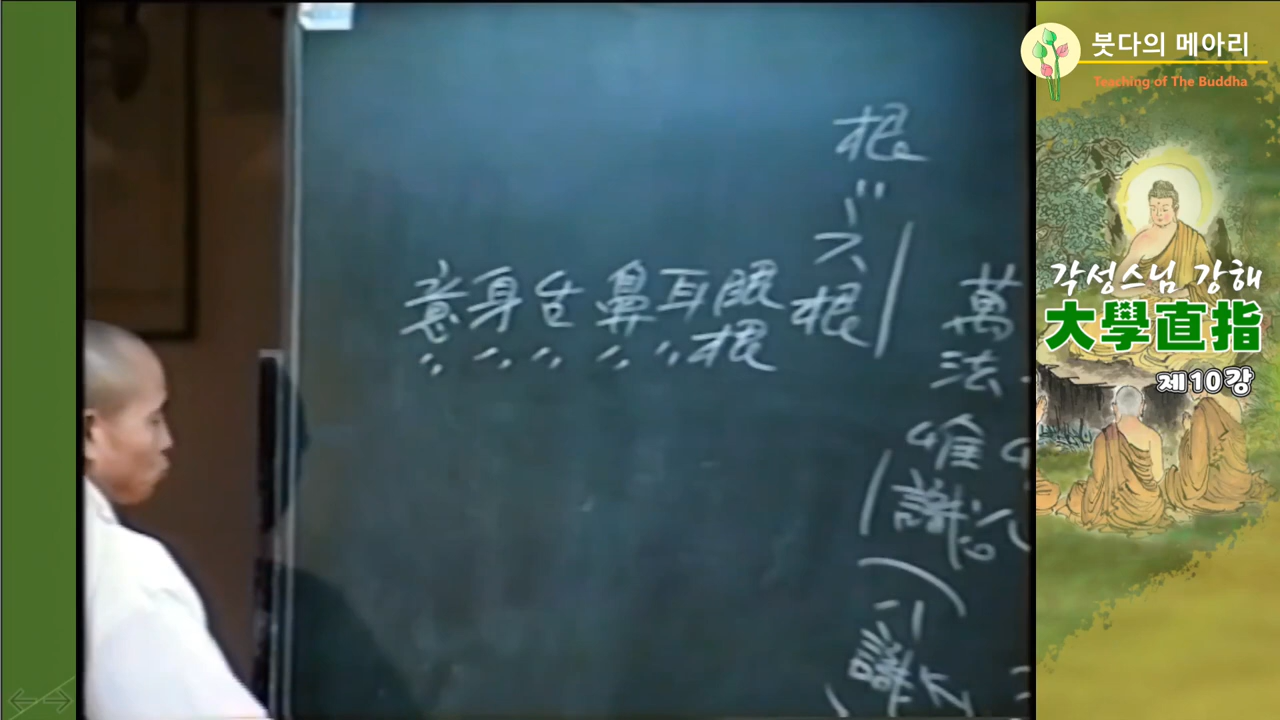 붓다의 메아리
Teaching of The Buddha
각성스님 강해
大學直指
제10강
萬法
唯識
根
六根
眼根
耳〃
鼻〃
舌〃
身〃
意〃
識